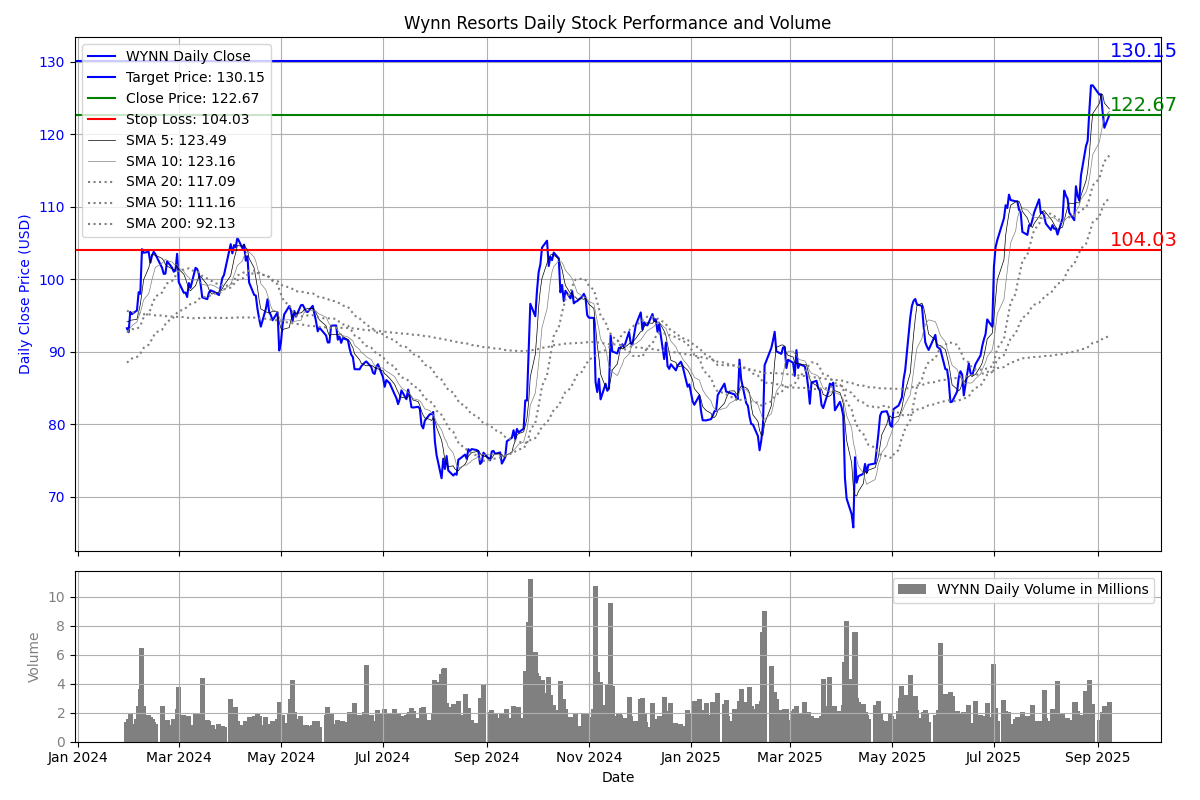 Wynn Resorts Daily Stock Performance and Volume
WYNN Daily Close
Target Price: 130.15
Close Price: 122.67
Stop Loss: 104.03
SMA 5: 123.49
SMA 10: 123.16
SMA 20: 117.09
SMA 50: 111.16
SMA 200: 92.13
130.15
122.67
104.03
130
120
110
100
90
80
70
Daily Close Price (USD)
WYNN Daily Volume in Millions
10
8
6
4
2
0
Volume
Jan 2024 Mar 2024 May 2024 Jul 2024 Sep 2024 Nov 2024 Jan 2025 Mar 2025 May 2025 Jul 2025 Sep 2025
Date